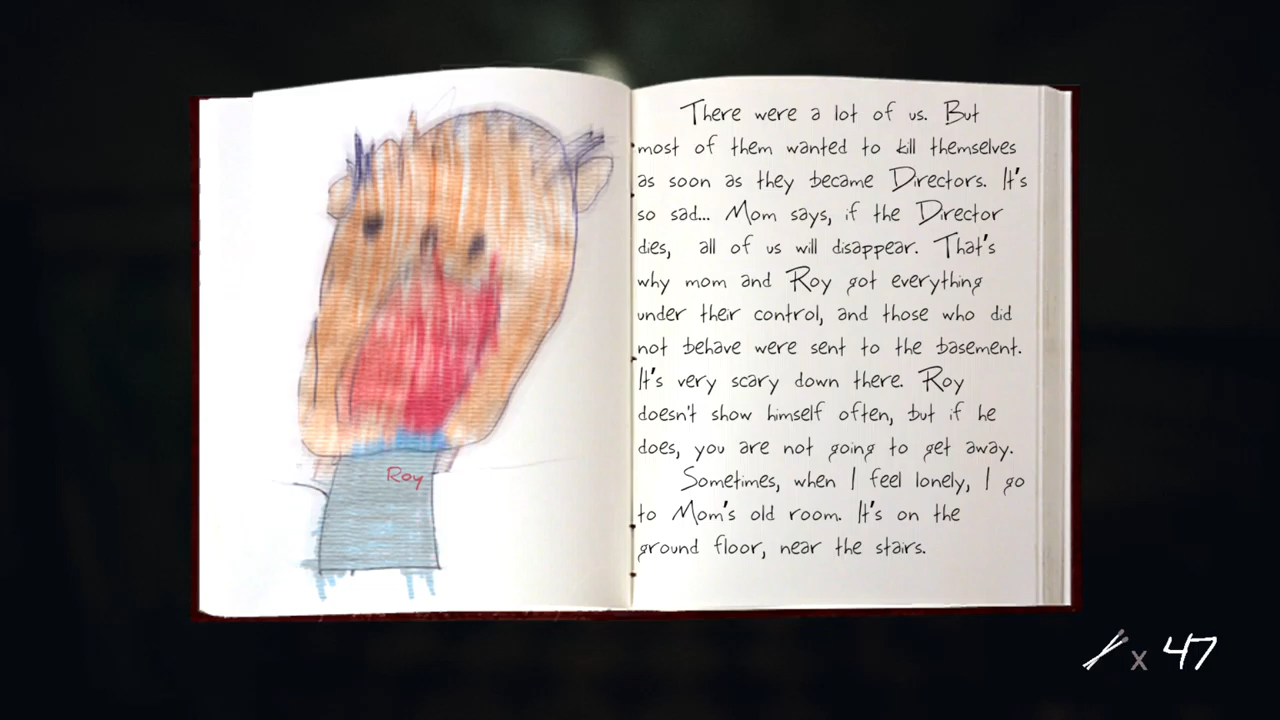 Roy
There were a lot of us. But
most of them wanted to kill themselves
as soon as they became Directors. It's
so sad... Mom says, if the Director
dies, all of us will disappear. That's
why mom and Roy got everything
under their control, and those who did
not behave were sent to the basement.
It's very scary down there. Roy
doesn't show himself often, but if he
does, you are not going to get away.
Sometimes, when I feel lonely, I go
to Mom's old room. It's on the
ground floor, near the stairs.
x 47